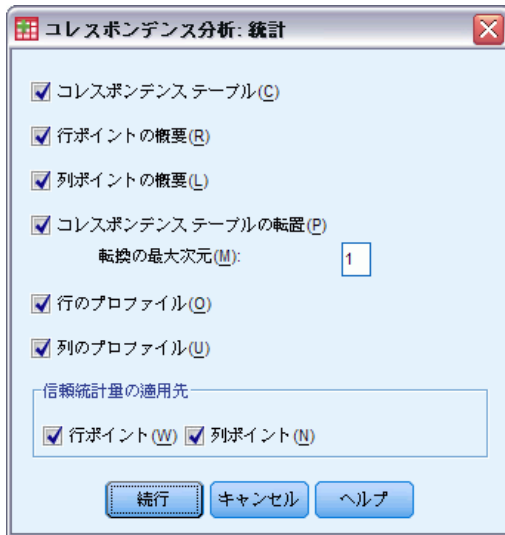 コレスポンデンス分析: 統計
コレスポンデンス テーブル(C)
行ポイントの概要(R)
列ポイントの概要(L)
コレスポンデンス テーブルの転置(P)
転換の最大次元(M): 1
行のプロファイル(O)
列のプロファイル(U)
信頼統計量の適用先
行ポイント(W) 列ポイント(N)
続行 キャンセル ヘルプ